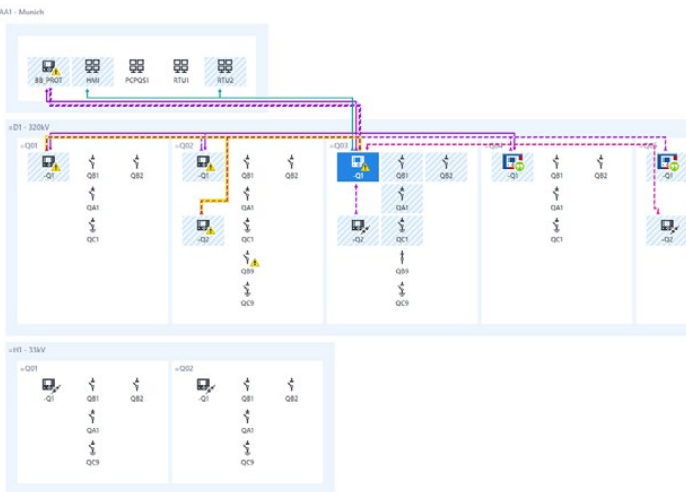 AA1 - Munich
BB_PROT HMI PCPQS1 RTU1 RTU2
=D1 - 320kV
=Q01 =Q02 =Q03
-Q1 QB1 QB2 -Q1 QB1 QB2 -Q1 QB1 QB2 -Q1 QB1 QB2 -Q1
QA1 QA1 QA1 QA1
QC1 -Q2 QC1 -Q2 QC1 QC1 -Q2
QB9 QB9
QC9 QC9
=H1 - 33kV
=Q01 =Q02
-Q1 QB1 QB2 -Q1 QB1 QB2
QA1 QA1
QC9 QC9